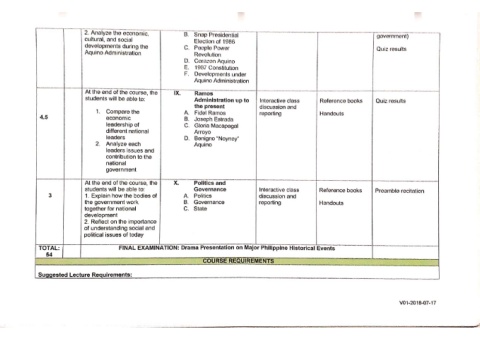 2. Analyze the economic,
cultural, and social
developments during the
Aquino Administration
B. Snap Presidential
Election of 1986
C. People Power
Revolution
D. Corazon Aquino
E. 1987 Constitution
F. Developments under
Aquino Administration
government)
Quiz results
4.5
At the end of the course, the
students will be able to:
1. Compare the
economic
leadership of
different national
leaders
2. Analyze each
leaders issues and
contribution to the
national
government
IX. Ramos
Administration up to
the present
A. Fidel Ramos
B. Joseph Estrada
C. Gloria Macapagal
Arroyo
D. Benigno "Noynoy"
Aquino
Interactive class
discussion and
reporting
Reference books
Handouts
Quiz results
3
At the end of the course, the
students will be able to:
1. Explain how the bodies of
the government work
together for national
development
2. Reflect on the importance
of understanding social and
political issues of today
X. Politics and
Governance
A. Politics
B. Governance
C. State
Interactive class
discussion and
reporting
Reference books
Handouts
Preamble recitation
TOTAL:
54
FINAL EXAMINATION: Drama Presentation on Major Philippine Historical Events
COURSE REQUIREMENTS
Suggested Lecture Requirements:
V01-2018-07-17